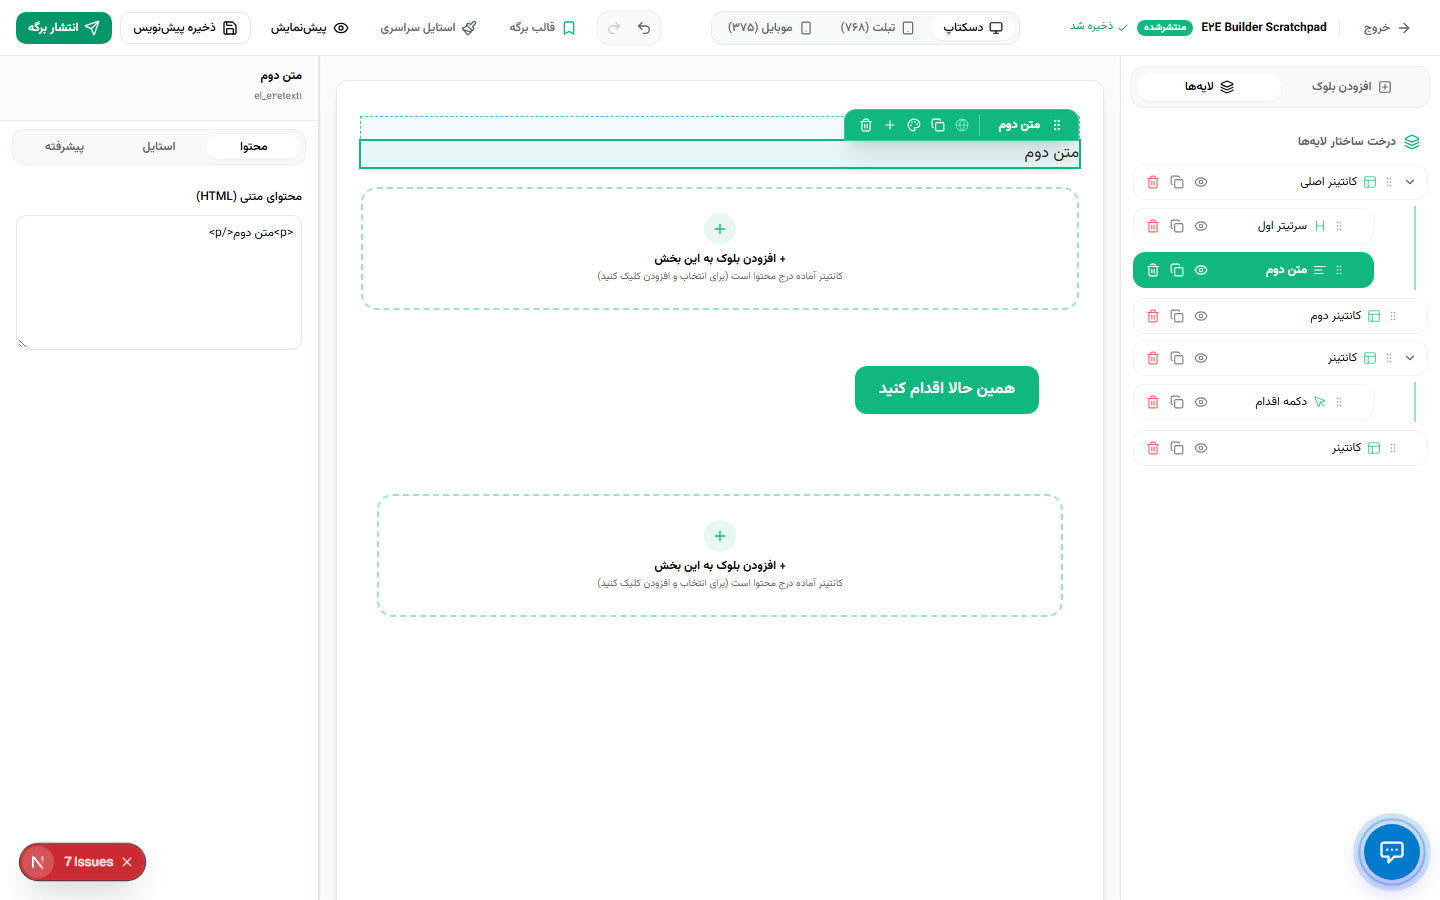 خروج
E۲E Builder Scratchpad
منتشرشده
ذخیره شد
دسکتاپ
تبلت (۷۶۸)
موبایل (۳۷۵)
قالب برگه
استایل سراسری
پیش‌نمایش
ذخیره پیش‌نویس
انتشار برگه
افزودن بلوک
لایه‌ها
درخت ساختار لایه‌ها
کانتینر اصلی
سرتیتر اول
متن دوم
کانتینر دوم
کانتینر
دکمه اقدام
کانتینر
متن دوم
متن دوم
+ افزودن بلوک به این بخش
کانتینر آماده درج محتوا است (برای انتخاب و افزودن کلیک کنید)
همین حالا اقدام کنید
+ افزودن بلوک به این بخش
کانتینر آماده درج محتوا است (برای انتخاب و افزودن کلیک کنید)
متن دوم
el_e۲etext۱
محتوا
استایل
پیشرفته
محتوای متنی (HTML)
<p>متن دوم</p>
7 Issues